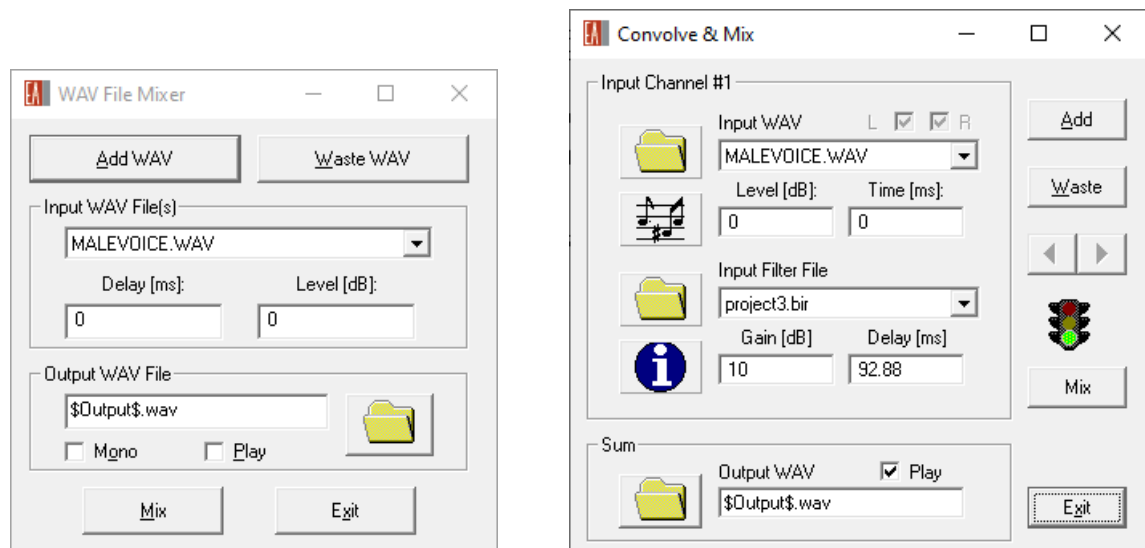 EA WAV File Mixer
Add WAV
Waste WAV
Input WAV File(s)
MALEVOICE.WAV
Delay [ms]:
Level [dB]:
0
0
Output WAV File
$Output$.wav
Mono
Play
Mix
Exit
EA Convolve & Mix
Input Channel #1
Input WAV
L
R
MALEVOICE.WAV
Level [dB]:
Time [ms]:
0
0
Input Filter File
project3.bir
Gain [dB]
Delay [ms]
10
92.88
Add
Waste
Mix
Sum
Output WAV
Play
$Output$.wav
Exit